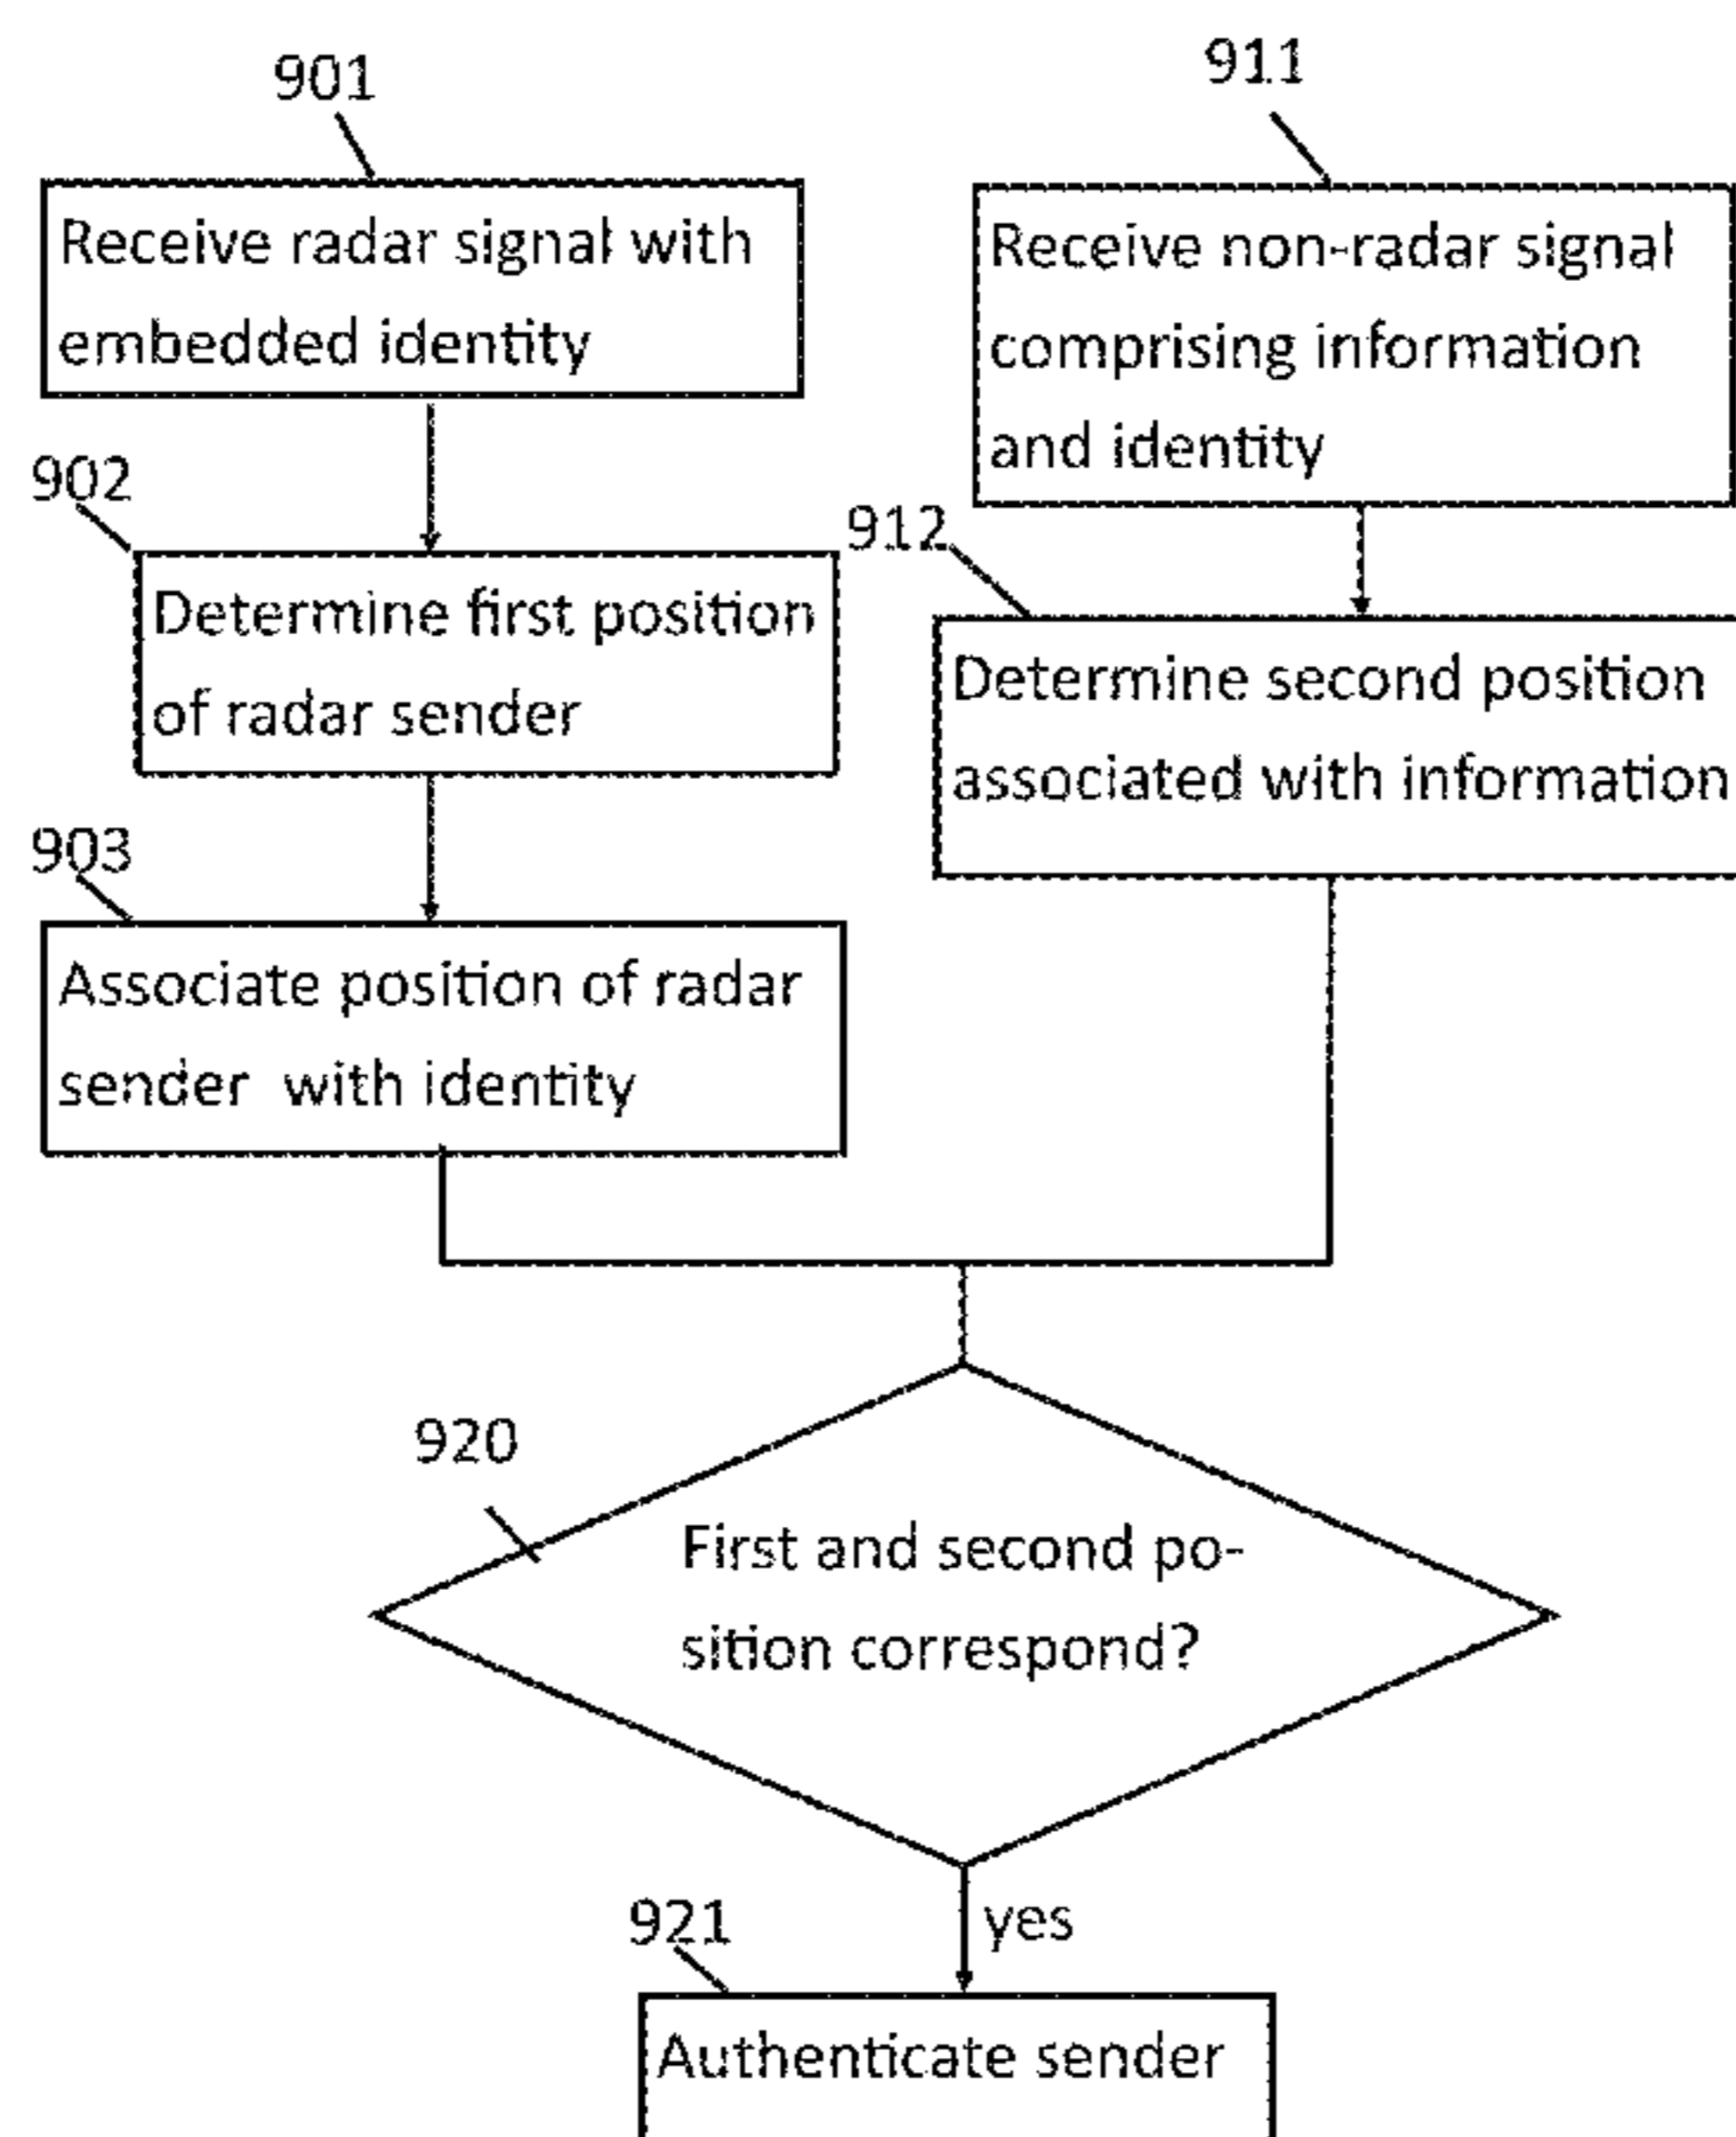 901
Receive radar signal with
embedded identity
902
Determine first position
of radar sender
903
Associate position of radar
sender with identity
911
Receive non-radar signal
comprising information
and identity
912
Determine second position
associated with information
920
First and second po-
sition correspond?
yes
921
Authenticate sender